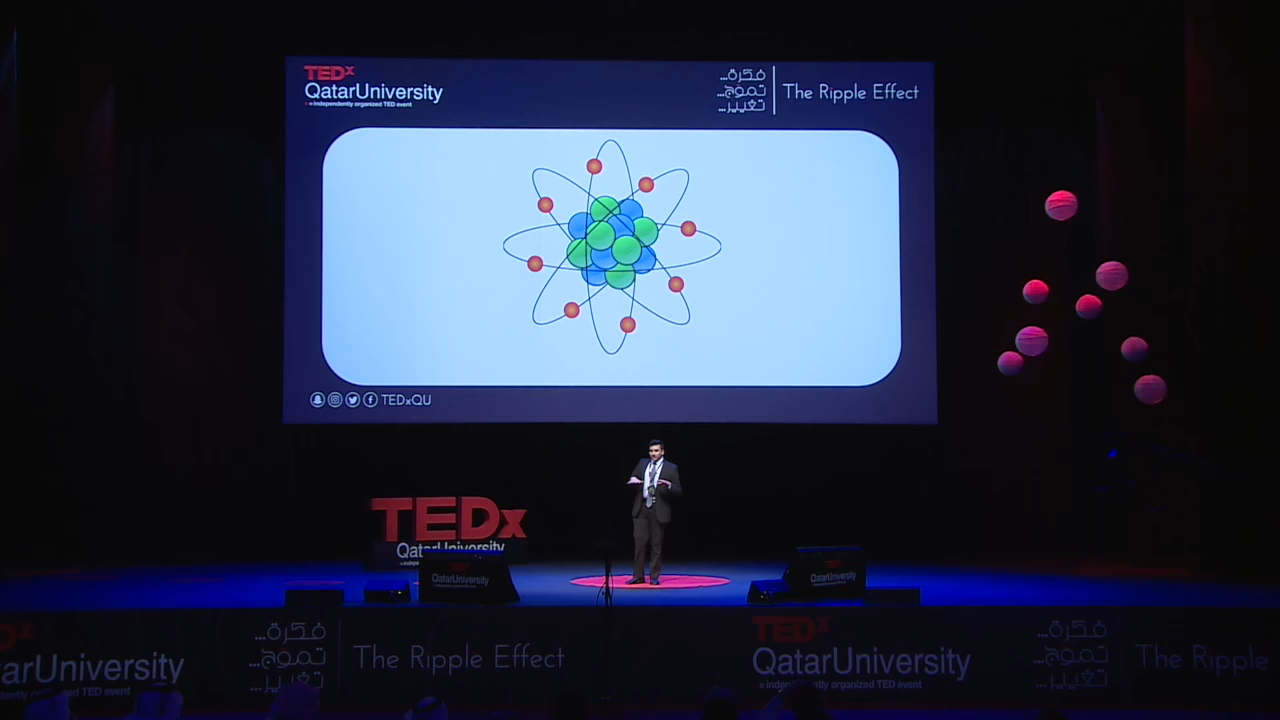 TEDx
QatarUniversity
x = independently organized TED event
فكرة...
تموج...
تغيير...
The Ripple Effect
TEDxQU
TEDx
QatarUniversity
QatarUniversity
QatarUniversity
arUniversity
فكرة...
تموج...
تغيير...
The Ripple Effect
TEDx
QatarUniversity
x = independently organized TED event
فكرة...
تموج...
تغيير...
The Ripple